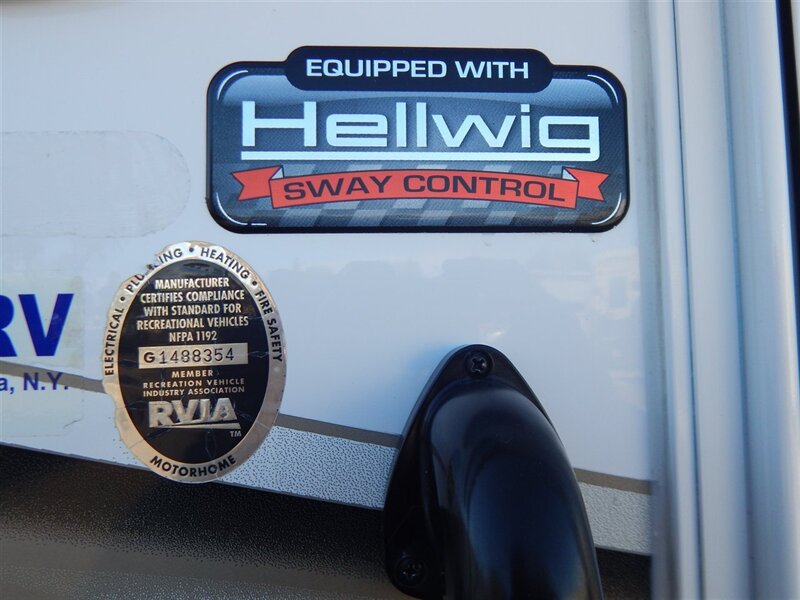 EQUIPPED WITH
Hellwig
SWAY CONTROL
ELECTRICAL • PLUMBING • HEATING • FIRE SAFETY
MANUFACTURER
CERTIFIES COMPLIANCE
WITH STANDARD FOR
RECREATIONAL VEHICLES
NFPA 1192
G1488354
MEMBER
RECREATION VEHICLE
INDUSTRY ASSOCIATION
RVIA
TM
MOTORHOME
RV
a, N.Y.